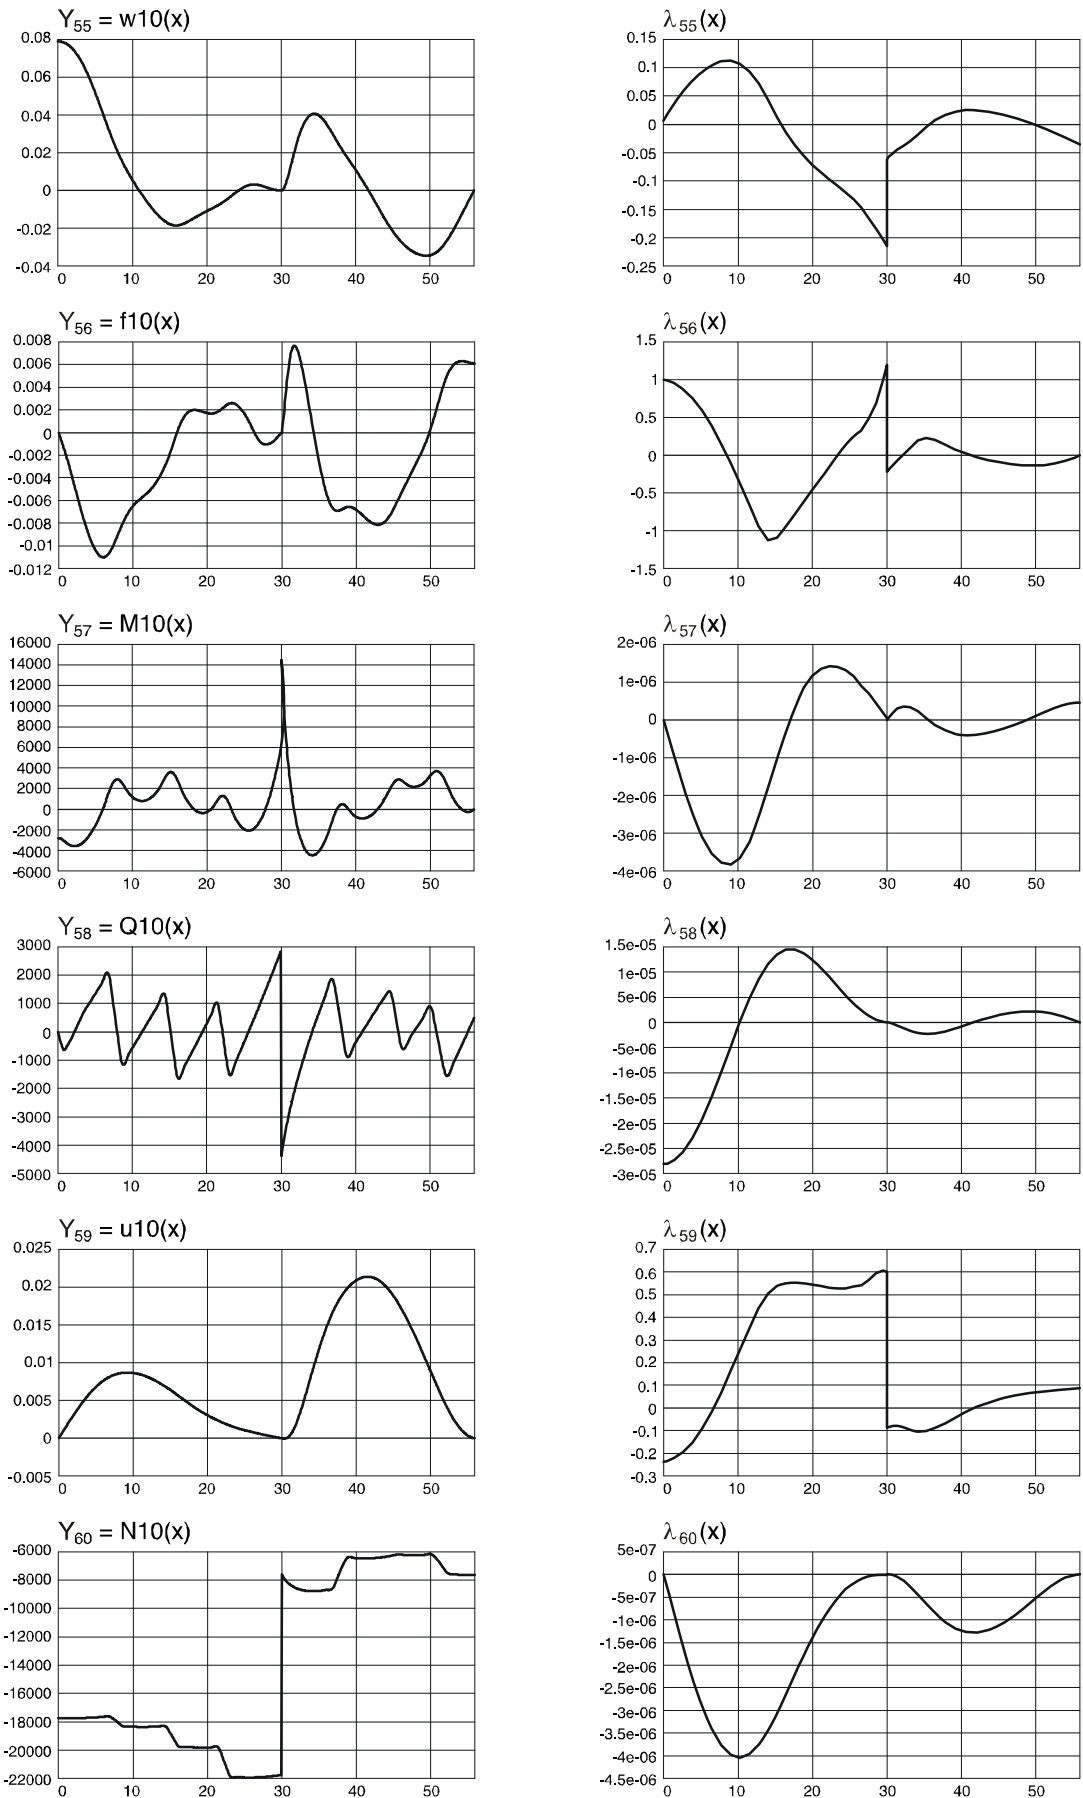 Y55 = w10(x)
0.08
0.06
0.04
0.02
0
-0.02
-0.04
0 10 20 30 40 50
λ55(x)
0.15
0.1
0.05
0
-0.05
-0.1
-0.15
-0.2
-0.25
0 10 20 30 40 50
Y56 = f10(x)
0.008
0.006
0.004
0.002
0
-0.002
-0.004
-0.006
-0.008
-0.01
-0.012
0 10 20 30 40 50
λ56(x)
1.5
1
0.5
0
-0.5
-1
-1.5
0 10 20 30 40 50
Y57 = M10(x)
16000
14000
12000
10000
8000
6000
4000
2000
0
-2000
-4000
-6000
0 10 20 30 40 50
λ57(x)
2e-06
1e-06
0
-1e-06
-2e-06
-3e-06
-4e-06
0 10 20 30 40 50
Y58 = Q10(x)
3000
2000
1000
0
-1000
-2000
-3000
-4000
-5000
0 10 20 30 40 50
λ58(x)
1.5e-05
1e-05
5e-06
0
-5e-06
-1e-05
-1.5e-05
-2e-05
-2.5e-05
-3e-05
0 10 20 30 40 50
Y59 = u10(x)
0.025
0.02
0.015
0.01
0.005
0
-0.005
0 10 20 30 40 50
λ59(x)
0.7
0.6
0.5
0.4
0.3
0.2
0.1
0
-0.1
-0.2
-0.3
0 10 20 30 40 50
Y60 = N10(x)
-6000
-8000
-10000
-12000
-14000
-16000
-18000
-20000
-22000
0 10 20 30 40 50
λ60(x)
5e-07
0
-5e-07
-1e-06
-1.5e-06
-2e-06
-2.5e-06
-3e-06
-3.5e-06
-4e-06
-4.5e-06
0 10 20 30 40 50